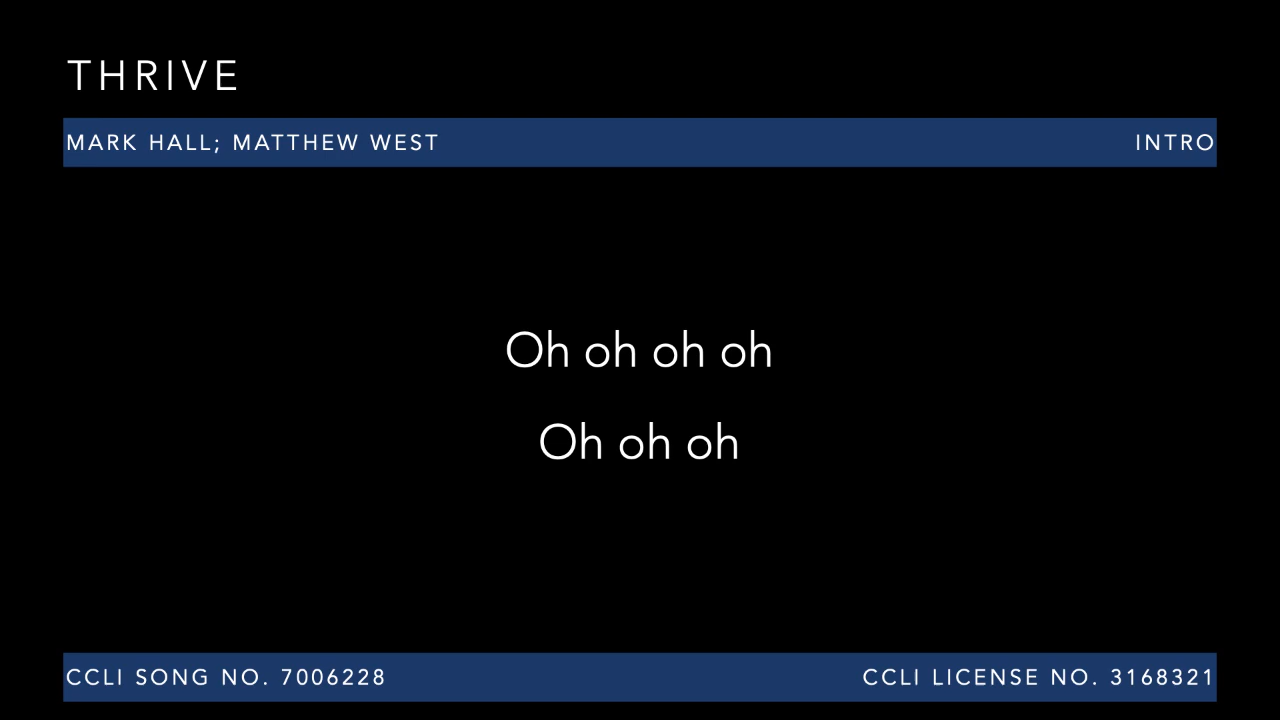 THRIVE
MARK HALL; MATTHEW WEST
INTRO
Oh oh oh oh
Oh oh oh
CCLI SONG NO. 7006228
CCLI LICENSE NO. 3168321